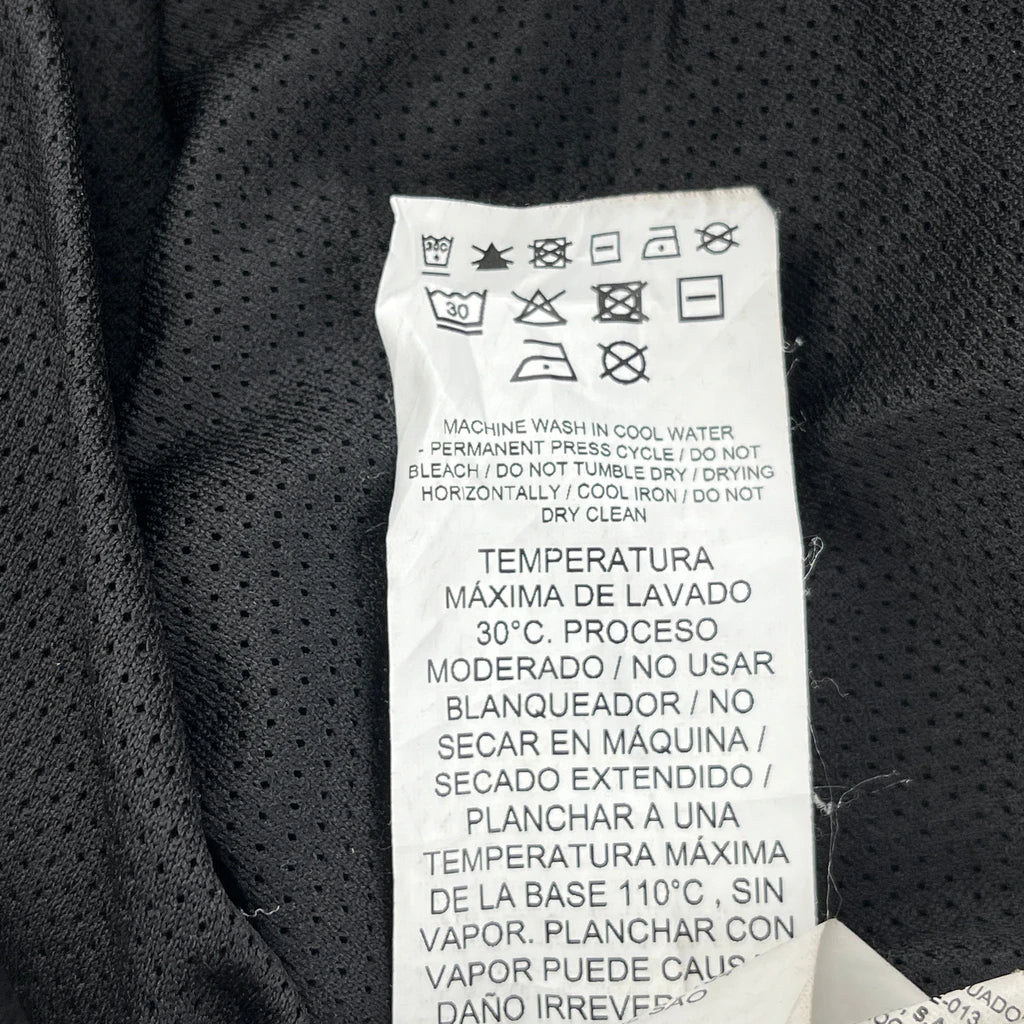 30
MACHINE WASH IN COOL WATER
- PERMANENT PRESS CYCLE / DO NOT
BLEACH / DO NOT TUMBLE DRY / DRYING
HORIZONTALLY / COOL IRON / DO NOT
DRY CLEAN
TEMPERATURA
MÁXIMA DE LAVADO
30°C. PROCESO
MODERADO / NO USAR
BLANQUEADOR / NO
SECAR EN MÁQUINA /
SECADO EXTENDIDO /
PLANCHAR A UNA
TEMPERATURA MÁXIMA
DE LA BASE 110°C , SIN
VAPOR. PLANCHAR CON
VAPOR PUEDE
DAÑO